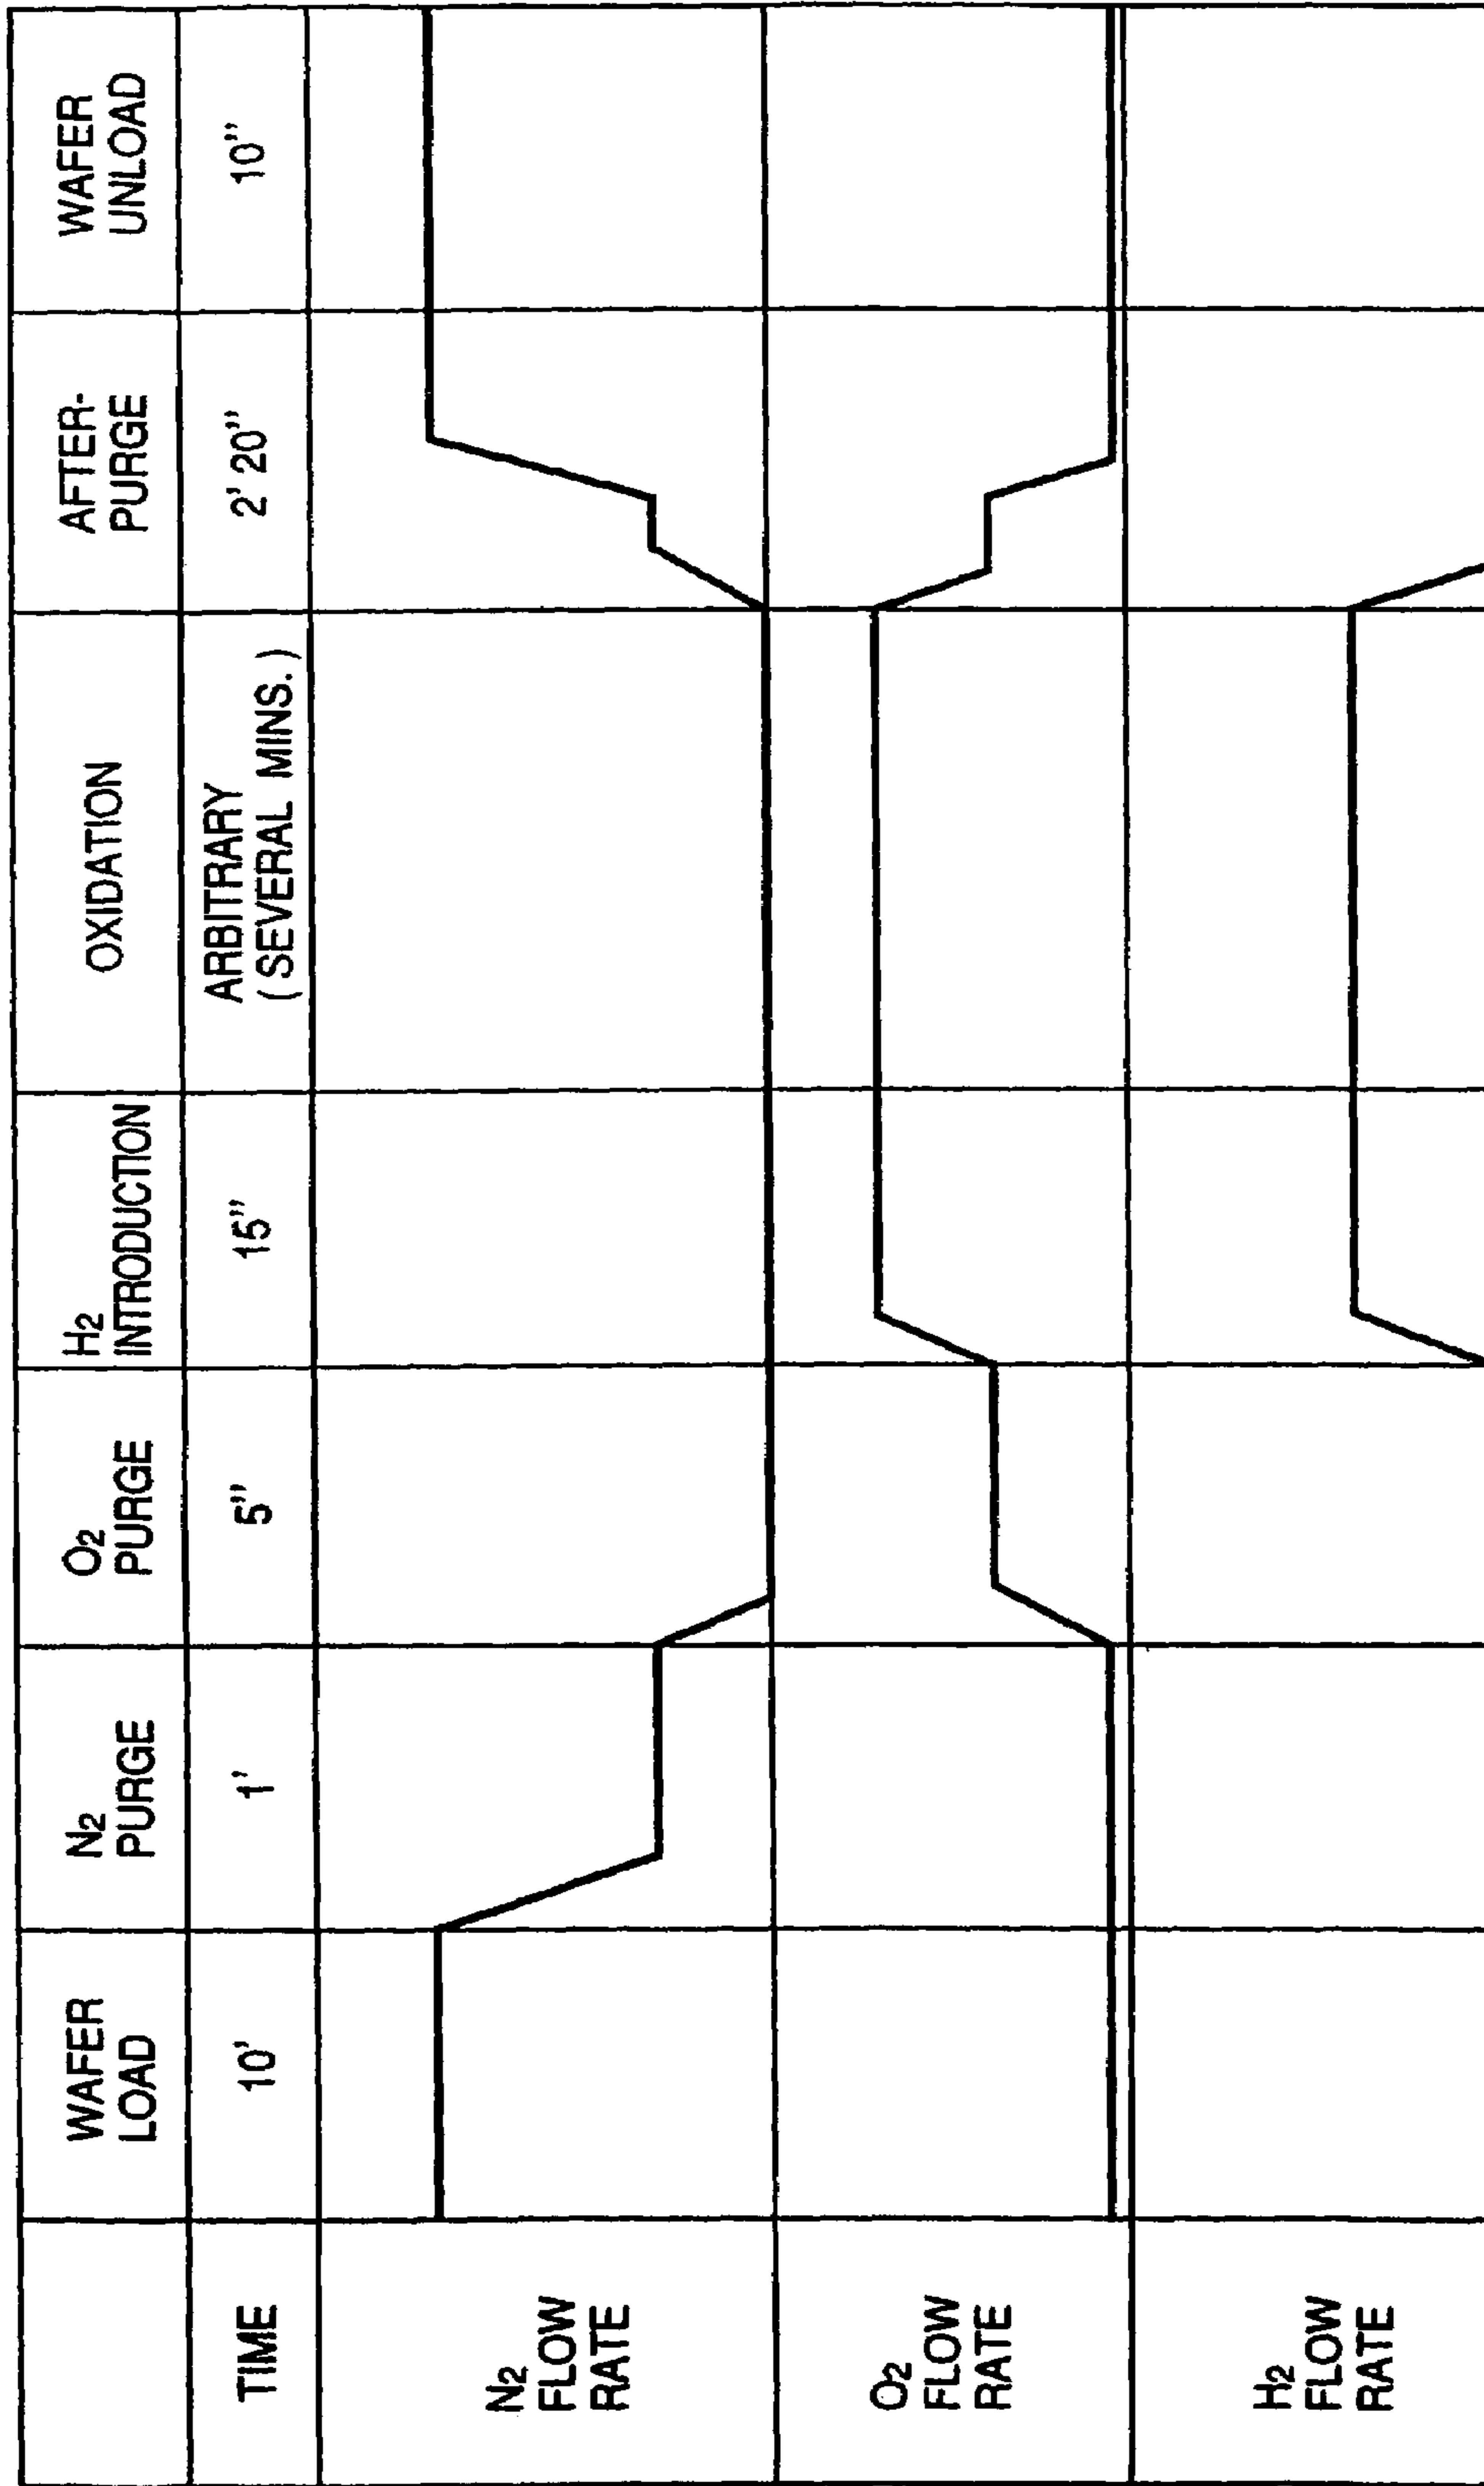 WAFER
LOAD
N2
PURGE
O2
PURGE
H2
INTRODUCTION
OXIDATION
AFTER-
PURGE
WAFER
UNLOAD
TIME
10'
1'
5"
15"
ARBITRARY
(SEVERAL MINS.)
2' 20"
10"
N2
FLOW
RATE
O2
FLOW
RATE
H2
FLOW
RATE